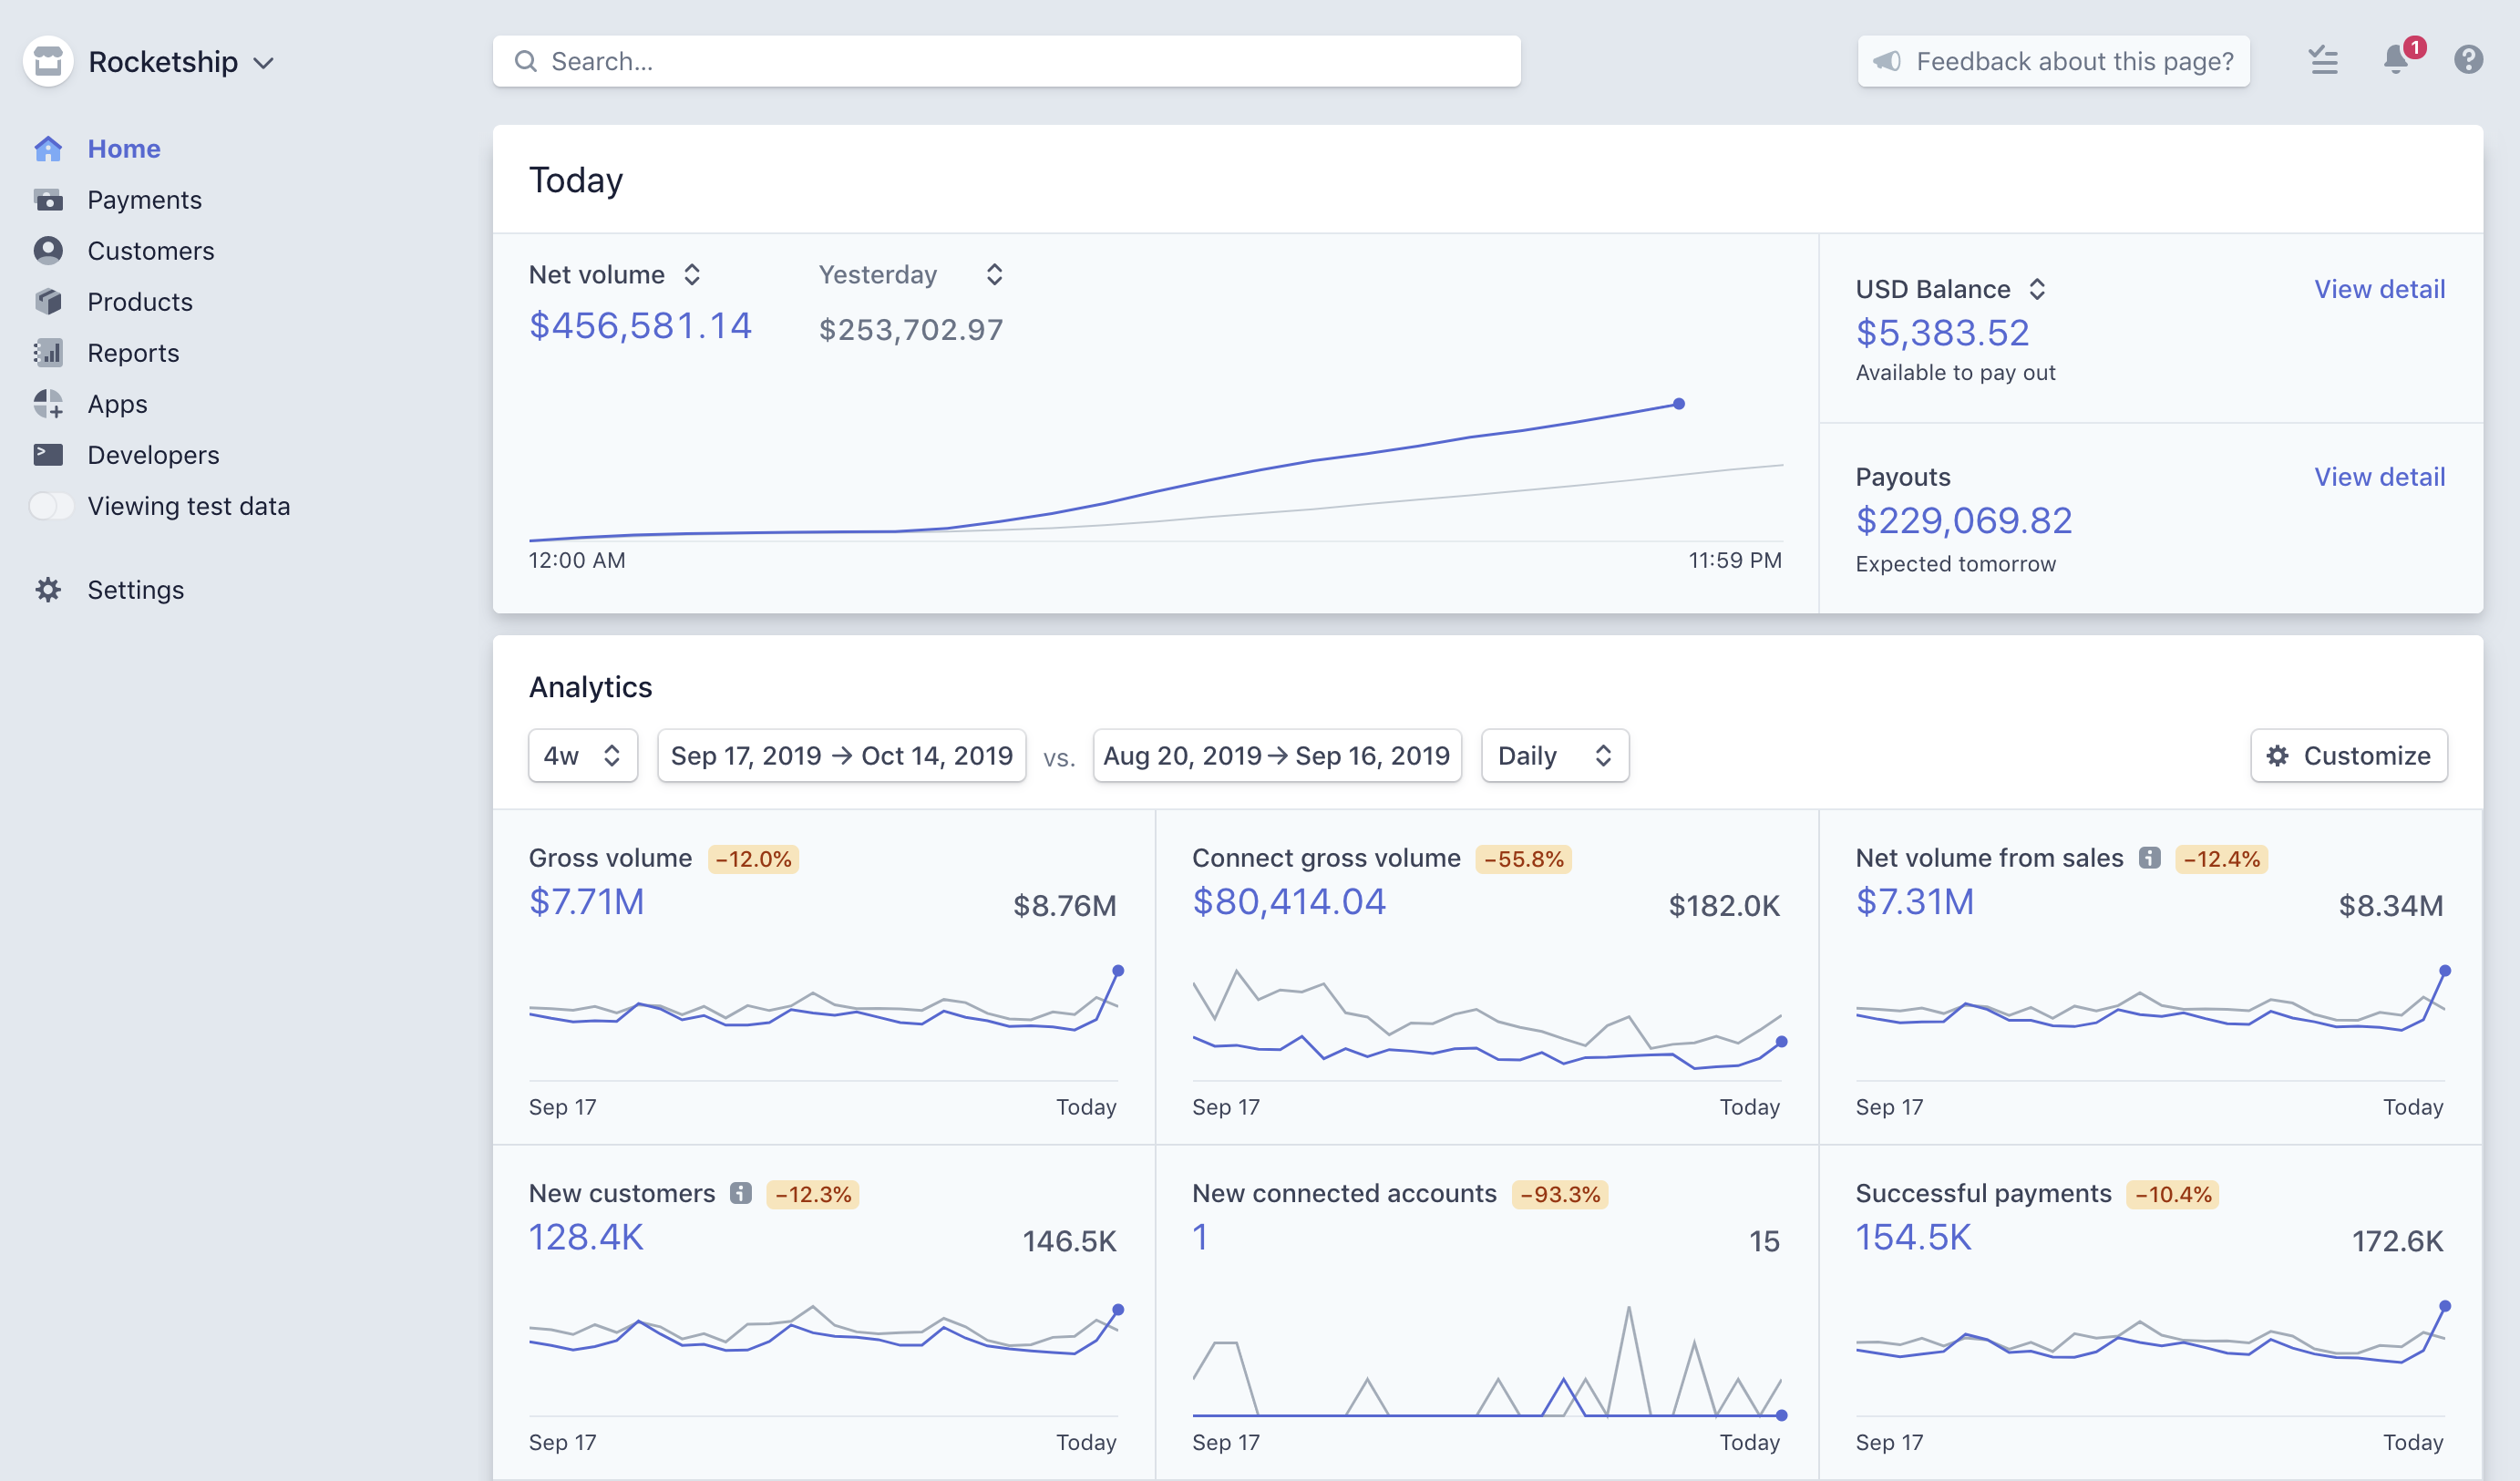 Rocketship
Search...
Feedback about this page?
1
Home
Payments
Customers
Products
Reports
Apps
Developers
Viewing test data
Settings
Today
Net volume
Yesterday
$456,581.14
$253,702.97
12:00 AM
11:59 PM
USD Balance
View detail
$5,383.52
Available to pay out
Payouts
View detail
$229,069.82
Expected tomorrow
Analytics
4w
Sep 17, 2019 → Oct 14, 2019
vs.
Aug 20, 2019 → Sep 16, 2019
Daily
Customize
Gross volume
−12.0%
$7.71M
$8.76M
Sep 17
Today
Connect gross volume
−55.8%
$80,414.04
$182.0K
Sep 17
Today
Net volume from sales
−12.4%
$7.31M
$8.34M
Sep 17
Today
New customers
−12.3%
128.4K
146.5K
Sep 17
Today
New connected accounts
−93.3%
1
15
Sep 17
Today
Successful payments
−10.4%
154.5K
172.6K
Sep 17
Today